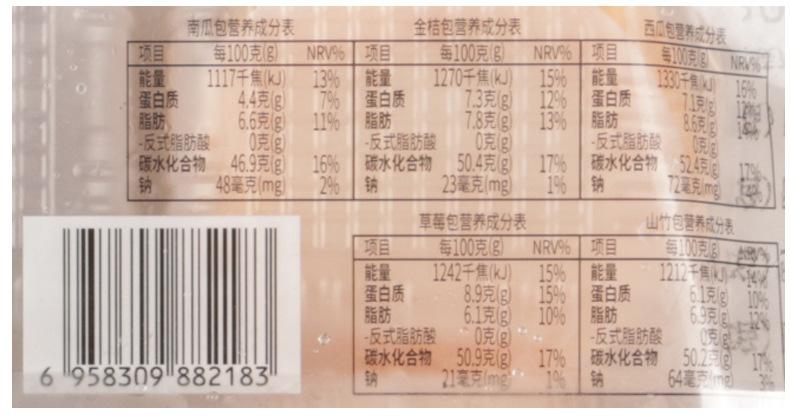 南瓜包营养成分表
项目 每100克(g) NRV%
能量 1117千焦(kJ) 13%
蛋白质 4.4克(g) 7%
脂肪 6.6克(g) 11%
-反式脂肪酸 0克(g)
碳水化合物 46.9克(g) 16%
钠 48毫克(mg) 2%
金桔包营养成分表
项目 每100克(g) NRV%
能量 1270千焦(kJ) 15%
蛋白质 7.3克(g) 12%
脂肪 7.8克(g) 13%
-反式脂肪酸 0克(g)
碳水化合物 50.4克(g) 17%
钠 23毫克(mg) 1%
西瓜包营养成分表
项目 每100克(g) NRV%
能量 1330千焦(kJ) 16%
蛋白质 7.1克(g)
脂肪 8.6克(g) 14%
-反式脂肪酸 0克(g)
碳水化合物 52.4克(g) 17%
钠 72毫克(mg)
草莓包营养成分表
项目 每100克(g) NRV%
能量 1242千焦(kJ) 15%
蛋白质 8.9克(g) 15%
脂肪 6.1克(g) 10%
-反式脂肪酸 0克(g)
碳水化合物 50.9克(g) 17%
钠 21毫克(mg) 1%
山竹包营养成分表
项目 每100克(g) NRV%
能量 1212千焦(kJ) 14%
蛋白质 6.1克(g) 10%
脂肪 6.9克(g) 12%
-反式脂肪酸 0克(g)
碳水化合物 50.2克(g) 17%
钠 64毫克(mg) 3%
6 958309 882183